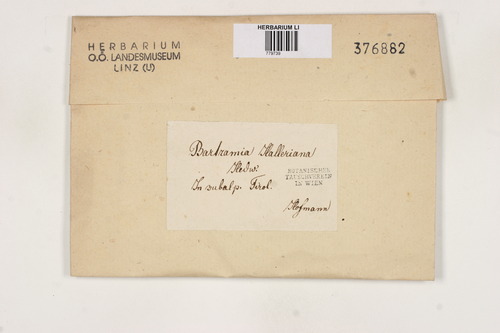 HERBARIUM
O.Ö. LANDESMUSEUM
LINZ (LI)
HERBARIUM LI
376882
Bartramia Halleriana
Hedw.
In subalp. Tirol.
BOTANISCHER
TAUSCHVEREIN
IN WIEN
Hofmann